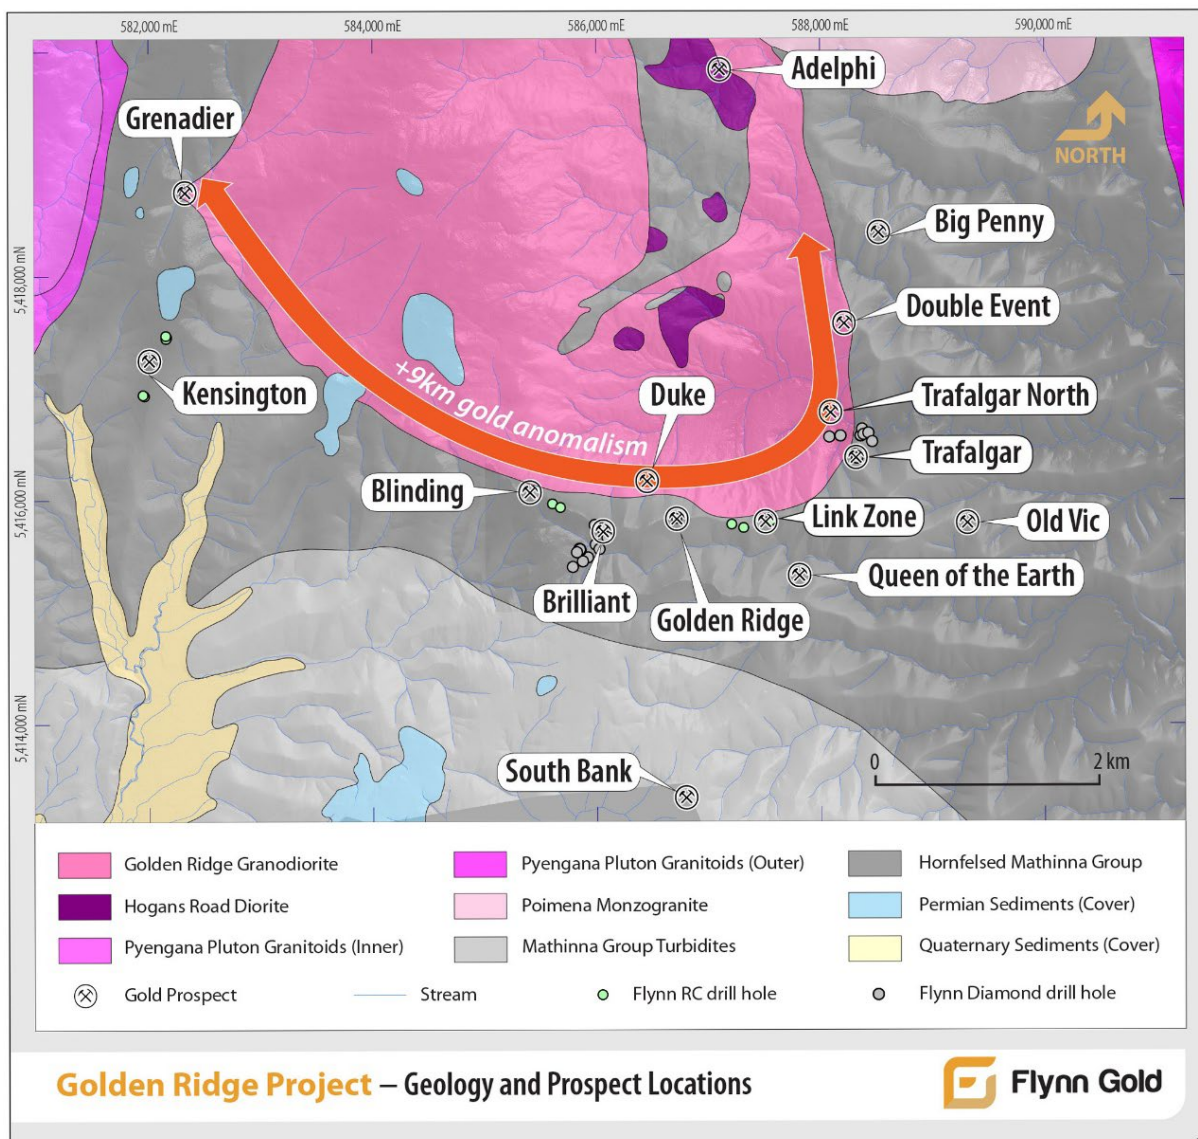 582,000 mE
584,000 mE
586,000 mE
588,000 mE
590,000 mE
Adelphi
Grenadier
NORTH
Big Penny
5,418,000 mN
Double Event
Kensington
+9km gold anomalism
Duke
Trafalgar North
Trafalgar
Blinding
5,416,000 mN
Link Zone
Old Vic
Queen of the Earth
Brilliant
Golden Ridge
5,414,000 mN
South Bank
0
2 km
Golden Ridge Granodiorite
Pyengana Pluton Granitoids (Outer)
Hornfelsed Mathinna Group
Hogans Road Diorite
Poimena Monzogranite
Permian Sediments (Cover)
Pyengana Pluton Granitoids (Inner)
Mathinna Group Turbidites
Quaternary Sediments (Cover)
Gold Prospect
Stream
Flynn RC drill hole
Flynn Diamond drill hole
Golden Ridge Project – Geology and Prospect Locations
Flynn Gold